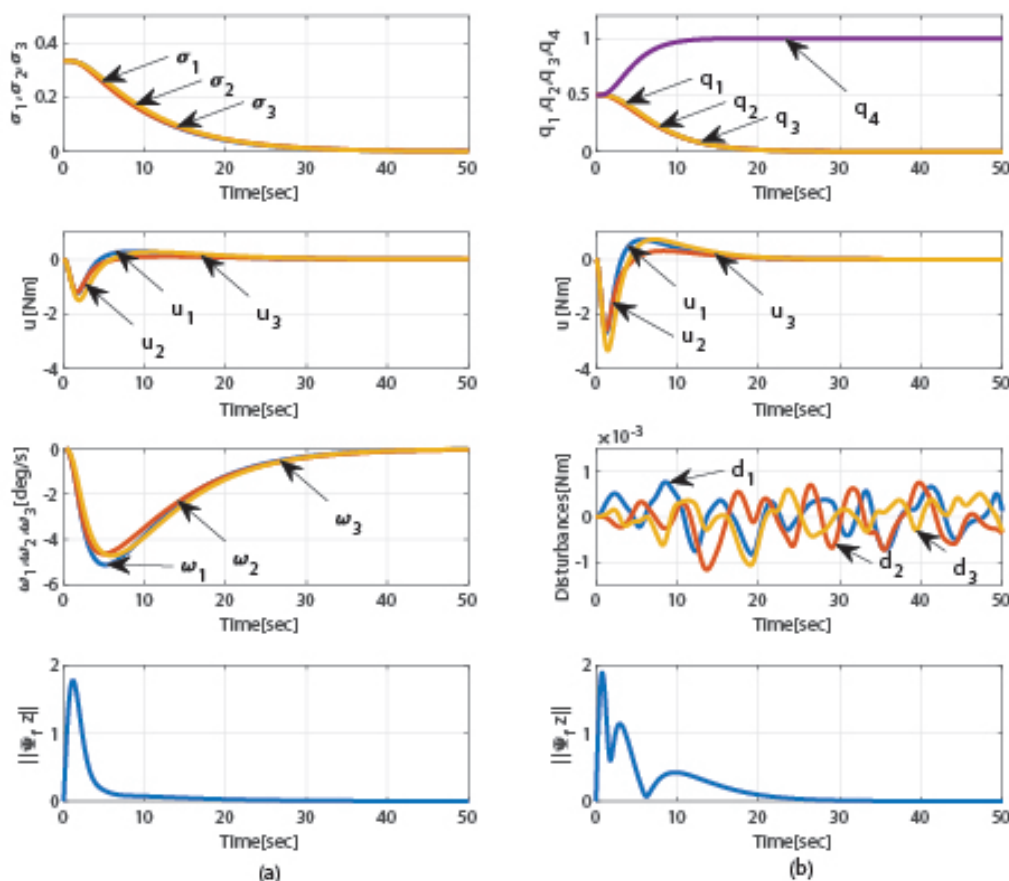 σ1,σ2,σ3
0.4
0.2
0
σ1
σ2
σ3
0 10 20 30 40 50
Time[sec]
q1,q2,q3,q4
1
0.5
0
q1
q2
q3
q4
0 10 20 30 40 50
Time[sec]
u [Nm]
0
-2
-4
u1
u2
u3
0 10 20 30 40 50
Time[sec]
u [Nm]
0
-2
-4
u1
u2
u3
0 10 20 30 40 50
Time[sec]
ω1,ω2,ω3[deg/s]
0
-2
-4
-6
ω1
ω2
ω3
0 10 20 30 40 50
Time[sec]
Disturbances[Nm]
×10-3
1
0
-1
d1
d2
d3
0 10 20 30 40 50
Time[sec]
||Ψf z||
2
1
0
0 10 20 30 40 50
Time[sec]
(a)
||Ψf z||
2
1
0
0 10 20 30 40 50
Time[sec]
(b)